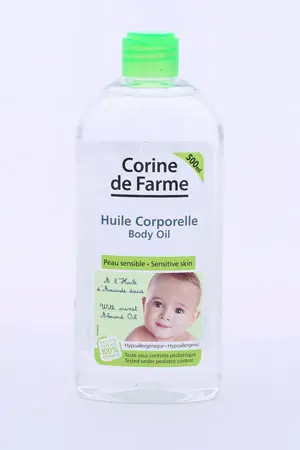 500ml
Corine
de Farme
Huile Corporelle
Body Oil
Peau sensible • Sensitive skin
A l'Huile
d'Amande douce
With sweet
Almond Oil
100%
Hypoallergénique • Hypoallergenic
Testé sous contrôle pédiatrique
Tested under pediatric control